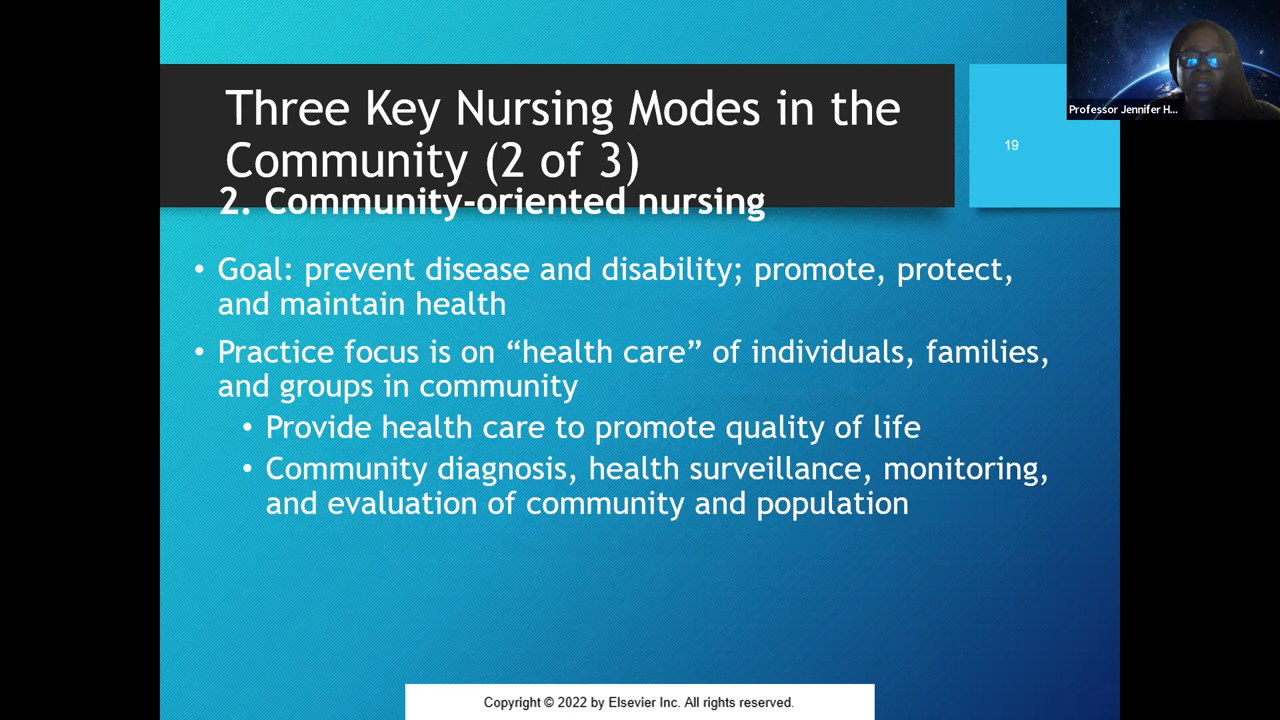 Three Key Nursing Modes in the
Community (2 of 3)
2. Community-oriented nursing
• Goal: prevent disease and disability; promote, protect,
and maintain health
• Practice focus is on “health care” of individuals, families,
and groups in community
• Provide health care to promote quality of life
• Community diagnosis, health surveillance, monitoring,
and evaluation of community and population
19
Professor Jennifer H...
Copyright © 2022 by Elsevier Inc. All rights reserved.